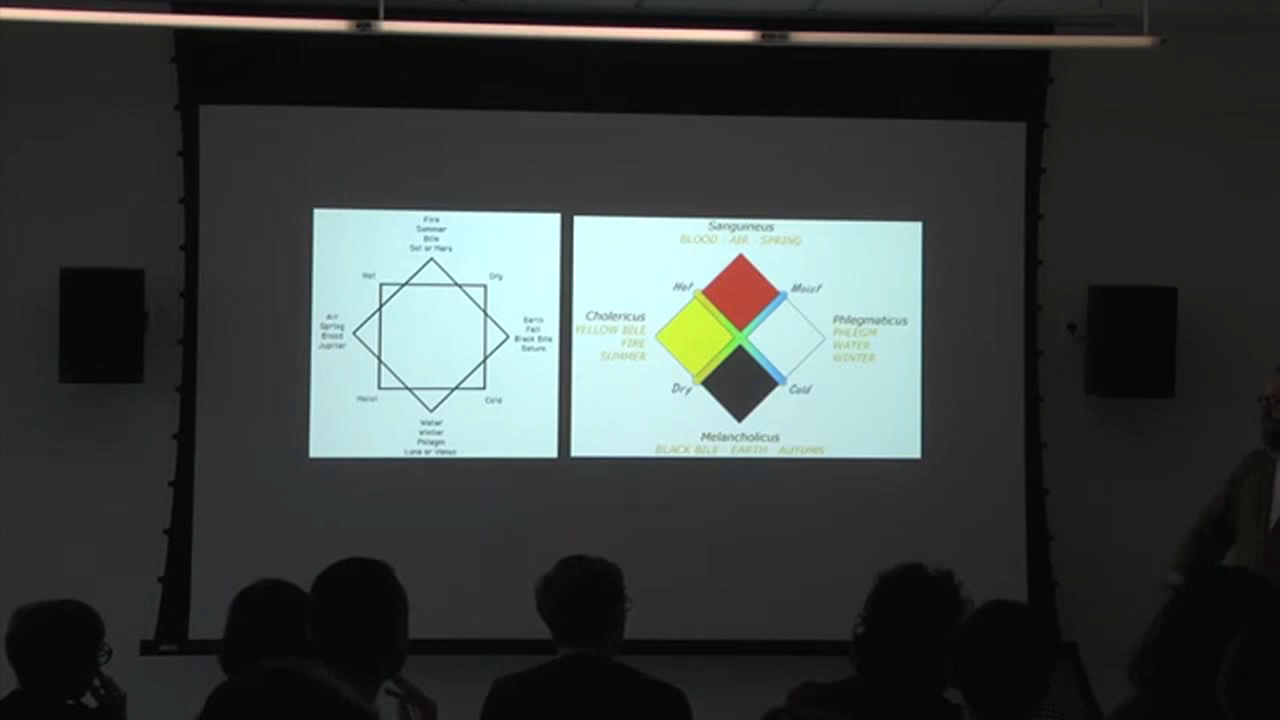 Fire
Summer
Bile
Sol or Mars
Hot
Dry
Air
Spring
Blood
Jupiter
Earth
Fall
Black Bile
Saturn
Moist
Cold
Water
Winter
Phlegm
Luna or Venus
Sanguineus
BLOOD - AIR - SPRING
Hot
Moist
Cholericus
YELLOW BILE
FIRE
SUMMER
Phlegmaticus
PHLEGM
WATER
WINTER
Dry
Cold
Melancholicus
BLACK BILE - EARTH - AUTUMN